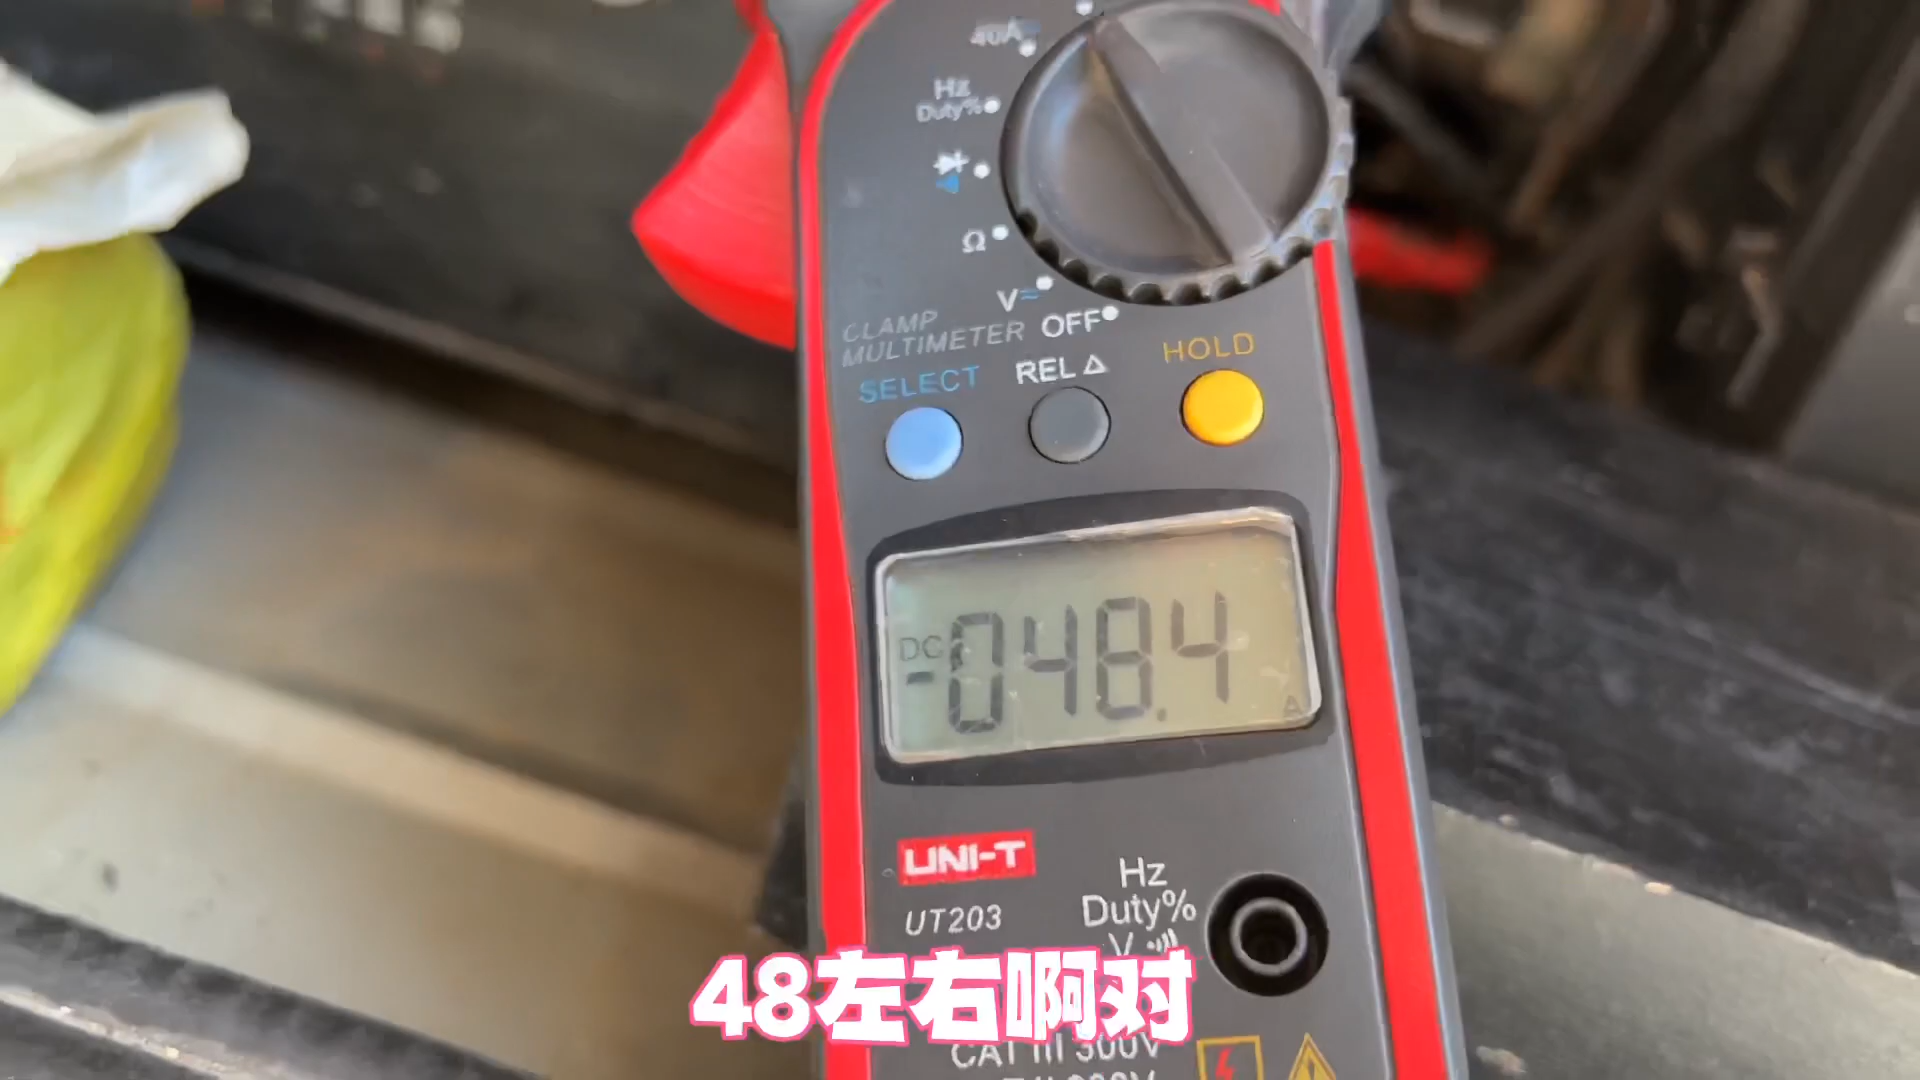 40A
Hz
Duty%
Ω
V≂
OFF
CLAMP
MULTIMETER
SELECT
REL Δ
HOLD
DC
-048.4
A
UNI-T
UT203
Hz
Duty%
V
48左右啊对
CAT III 300V